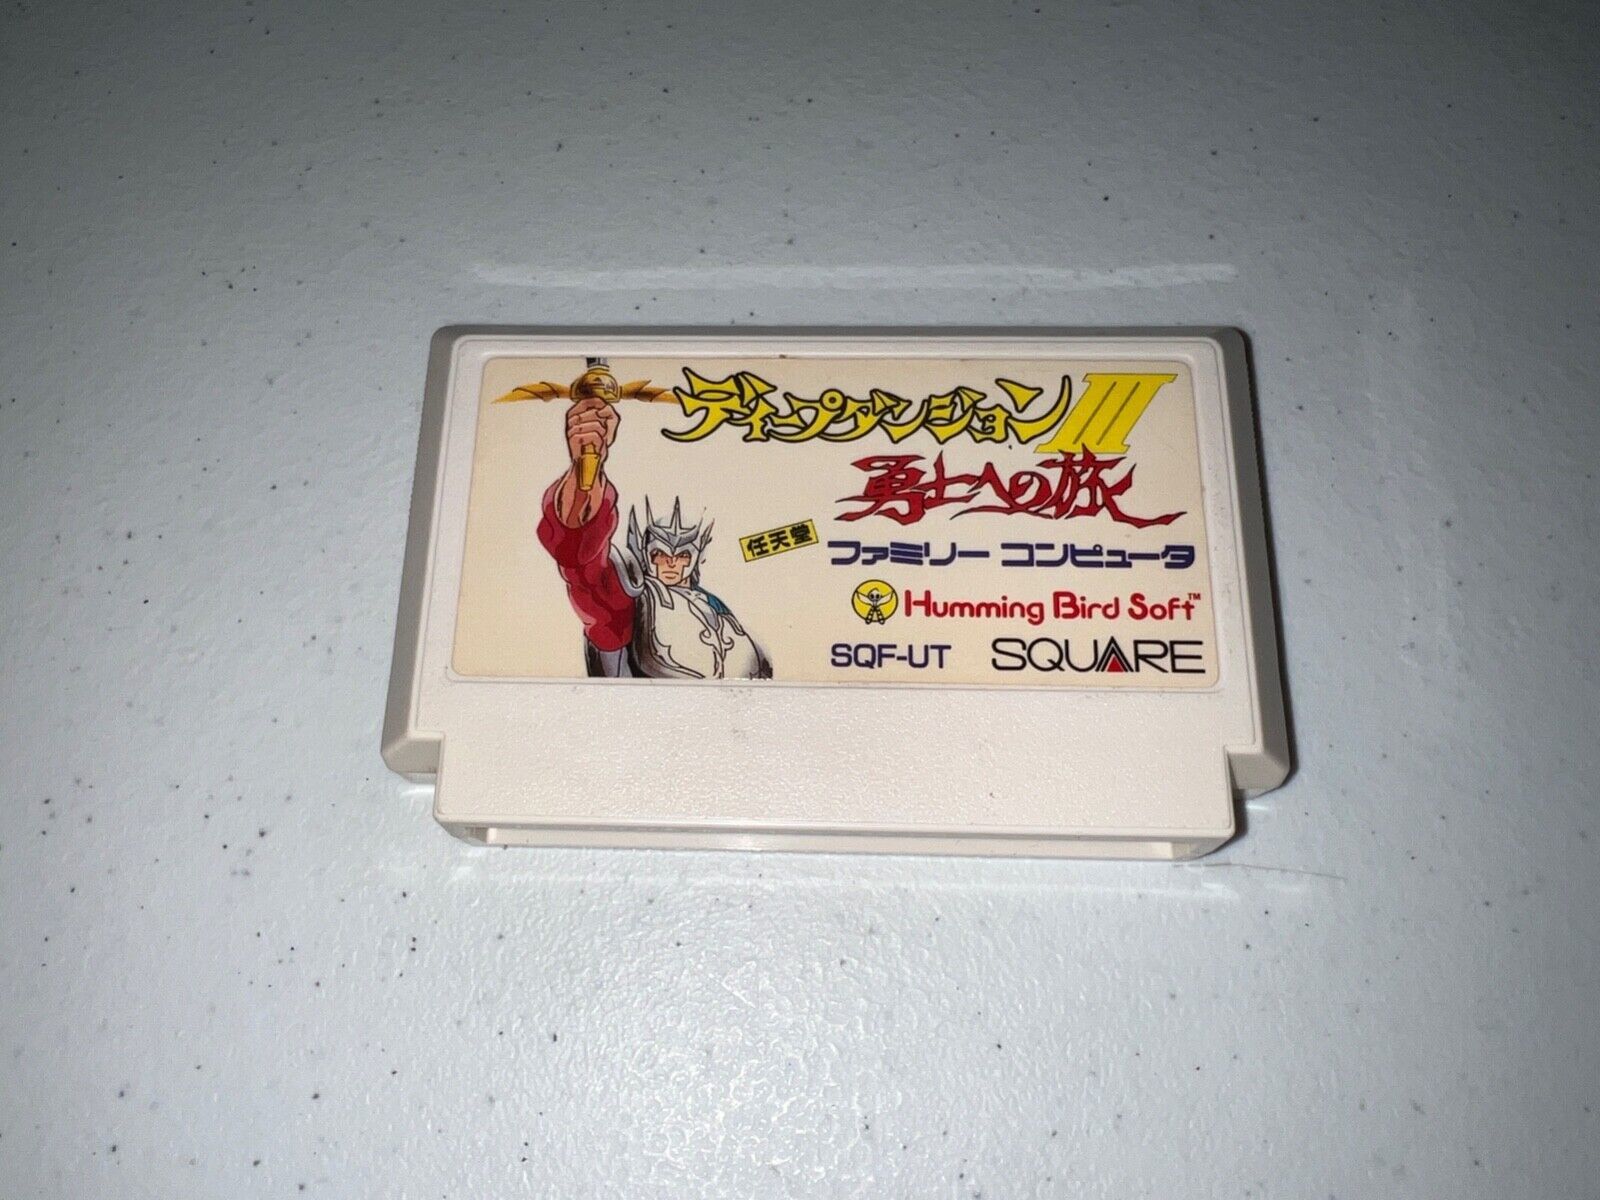 ディープダンジョンIII
勇士への旅
任天堂
ファミリー コンピュータ
Humming Bird Soft™
SQF-UT SQUARE